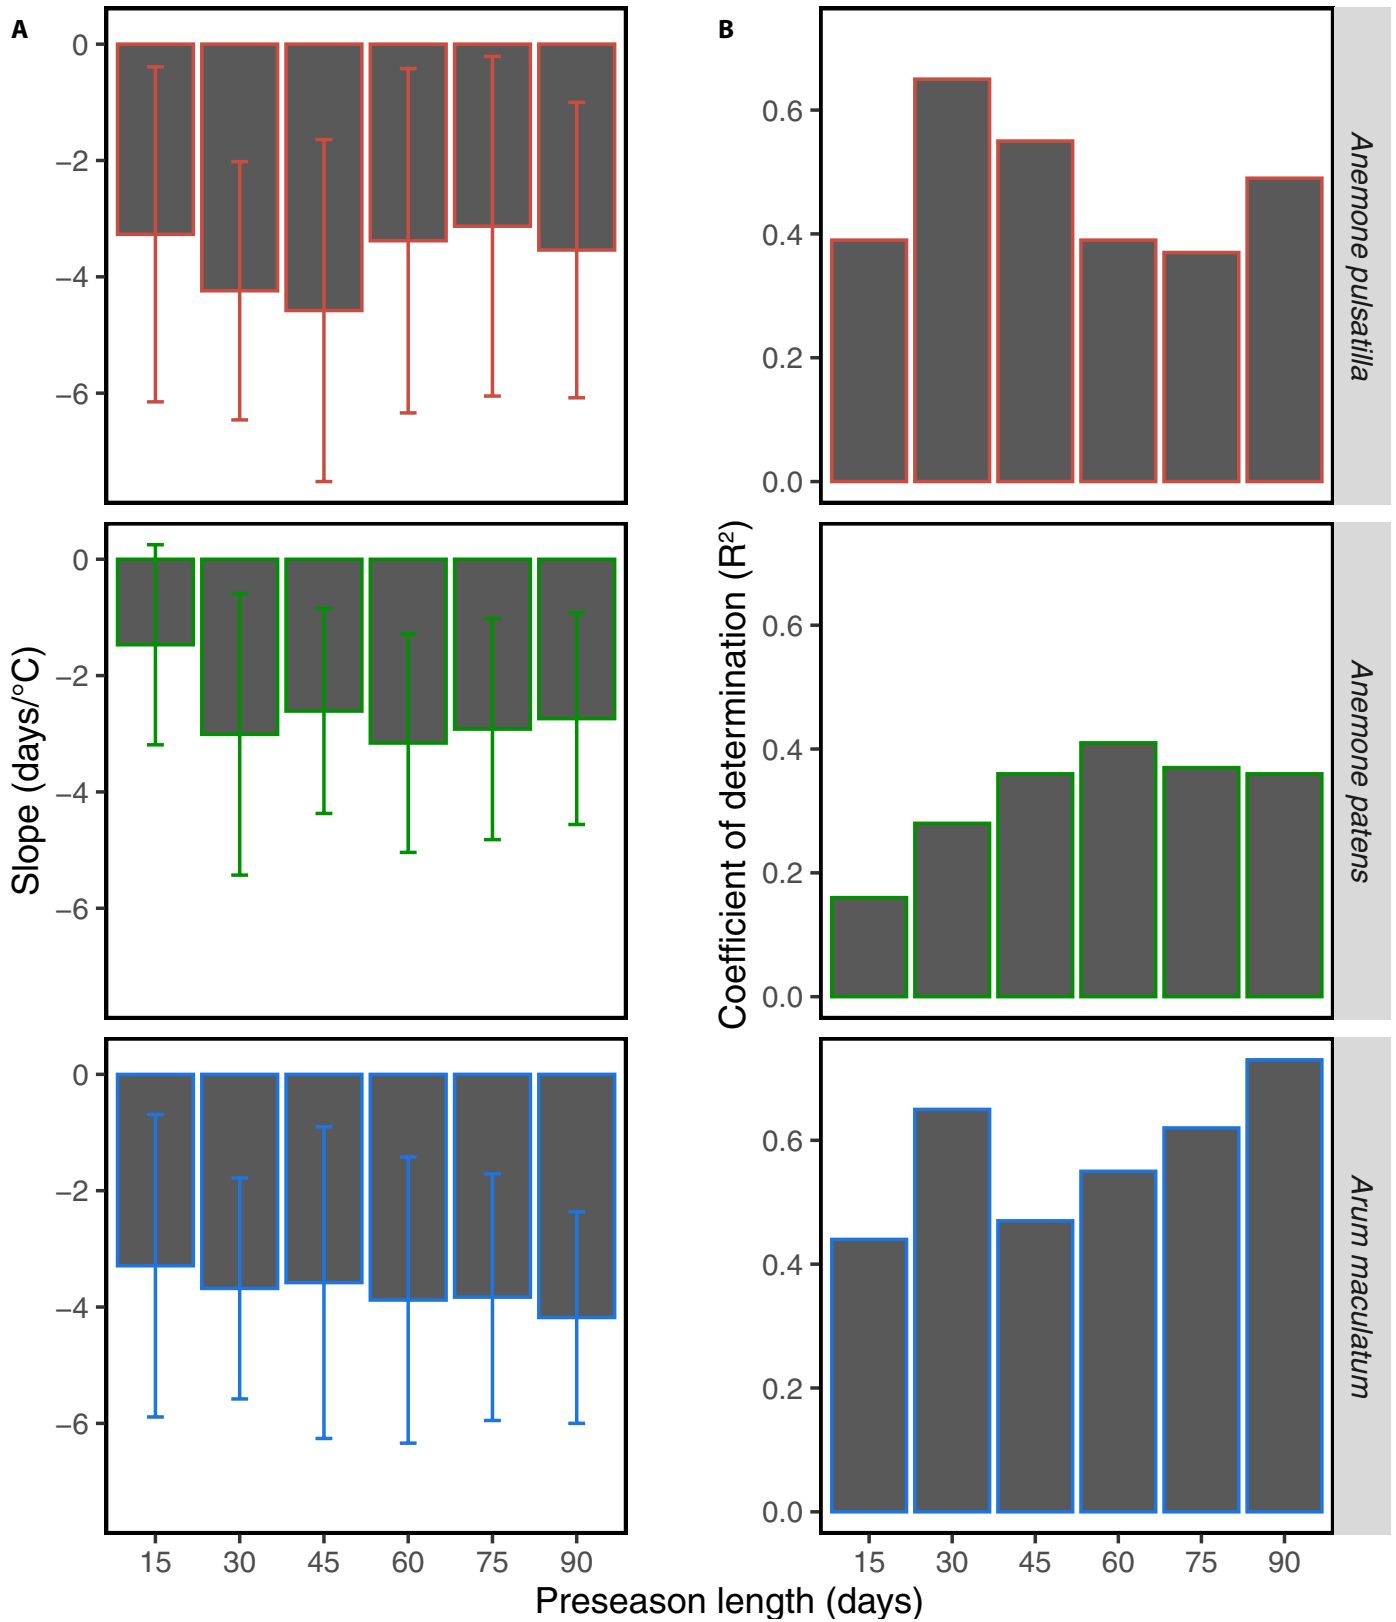 A
B
0
−2
−4
−6
0.6
0.4
0.2
0.0
Anemone pulsatilla
0
−2
−4
−6
0.6
0.4
0.2
0.0
Anemone patens
Slope (days/°C)
Coefficient of determination (R²)
0
−2
−4
−6
0.6
0.4
0.2
0.0
Arum maculatum
15 30 45 60 75 90
15 30 45 60 75 90
Preseason length (days)